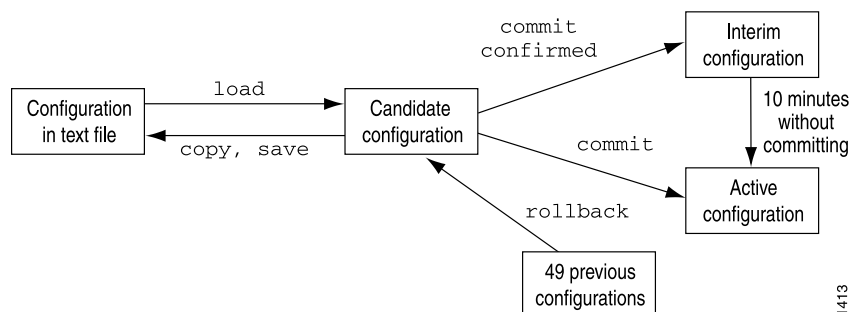 commit
confirmed
Interim
configuration
Configuration
in text file
load
copy, save
Candidate
configuration
10 minutes
without
committing
commit
Active
configuration
rollback
49 previous
configurations
1413